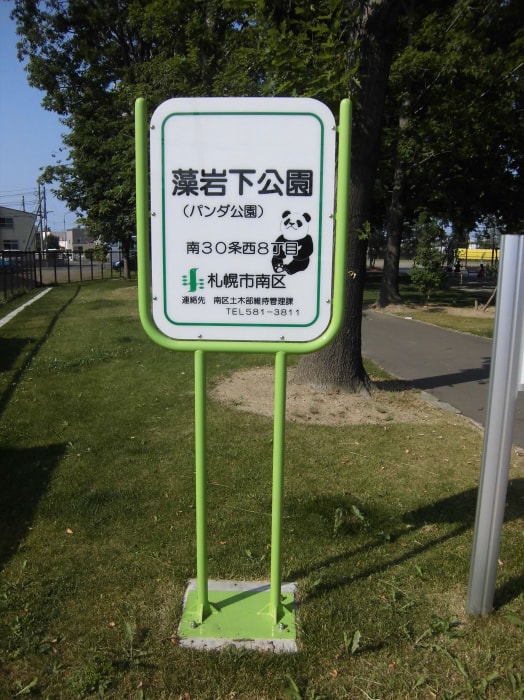 藻岩下公園
（パンダ公園）
南30条西8丁目
札幌市南区
連絡先 南区土木部維持管理課
TEL581-3811